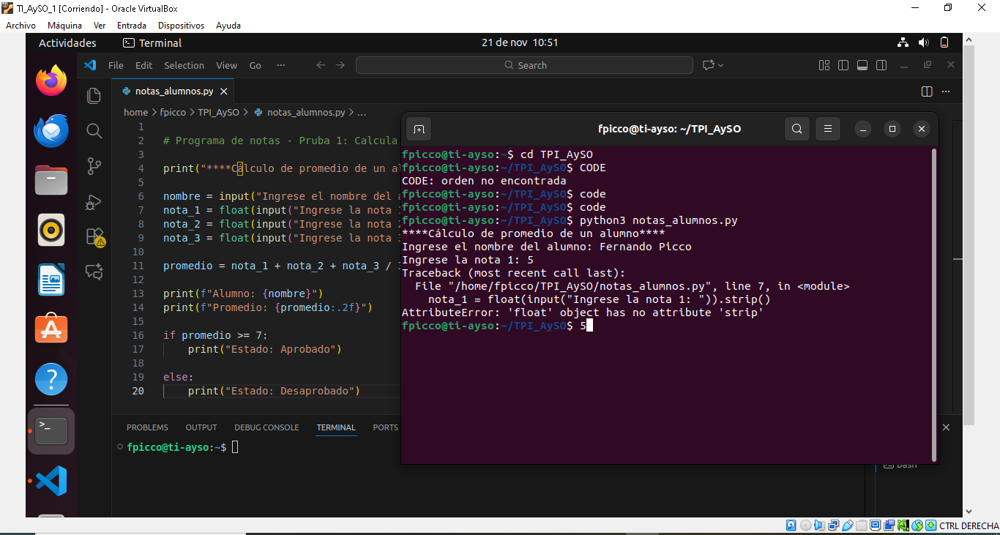 TI_AySO_1 [Corriendo] - Oracle VirtualBox
Archivo Máquina Ver Entrada Dispositivos Ayuda
Actividades Terminal 21 de nov 10:51
File Edit Selection View Go ··· Search
notas_alumnos.py
home > fpicco > TPI_AySO > notas_alumnos.py > ...
1
2 # Programa de notas - Pruba 1: Calcula
3
4 print("****Cálculo de promedio de un al
5
6 nombre = input("Ingrese el nombre del a
7 nota_1 = float(input("Ingrese la nota 1
8 nota_2 = float(input("Ingrese la nota 2
9 nota_3 = float(input("Ingrese la nota 3
10
11 promedio = nota_1 + nota_2 + nota_3 / 3
12
13 print(f"Alumno: {nombre}")
14 print(f"Promedio: {promedio:.2f}")
15
16 if promedio >= 7:
17 print("Estado: Aprobado")
18
19 else:
20 print("Estado: Desaprobado")
PROBLEMS OUTPUT DEBUG CONSOLE TERMINAL PORTS
fpicco@ti-ayso:~$
fpicco@ti-ayso: ~/TPI_AySO
fpicco@ti-ayso:~$ cd TPI_AySO
fpicco@ti-ayso:~/TPI_AySO$ CODE
CODE: orden no encontrada
fpicco@ti-ayso:~/TPI_AySO$ code
fpicco@ti-ayso:~/TPI_AySO$ code
fpicco@ti-ayso:~/TPI_AySO$ python3 notas_alumnos.py
****Cálculo de promedio de un alumno****
Ingrese el nombre del alumno: Fernando Picco
Ingrese la nota 1: 5
Traceback (most recent call last):
File "/home/fpicco/TPI_AySO/notas_alumnos.py", line 7, in <module>
nota_1 = float(input("Ingrese la nota 1: ")).strip()
AttributeError: 'float' object has no attribute 'strip'
fpicco@ti-ayso:~/TPI_AySO$ 5
bash
CTRL DERECHA